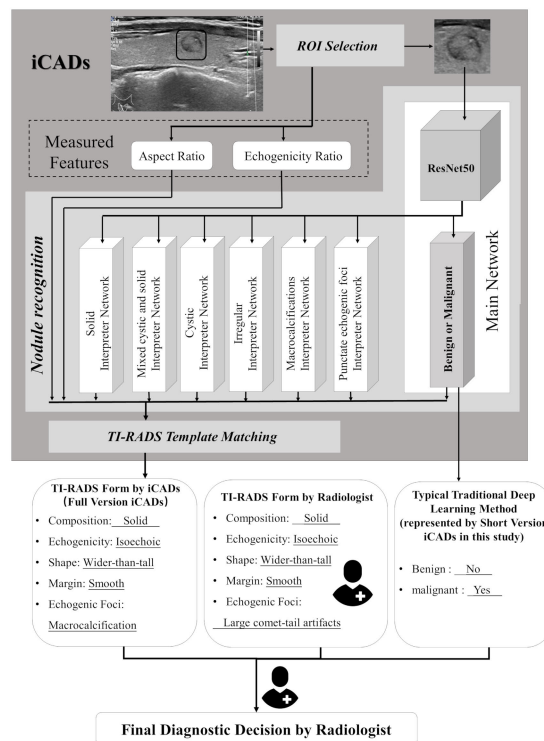 iCADs
ROI Selection
Measured
Features
Aspect Ratio
Echogenicity Ratio
ResNet50
Main Network
Nodule recognition
Solid
Interpreter Network
Mixed cystic and solid
Interpreter Network
Cystic
Interpreter Network
Irregular
Interpreter Network
Macrocalcifications
Interpreter Network
Punctate echogenic foci
Interpreter Network
Benign or Malignant
TI-RADS Template Matching
TI-RADS Form by iCADs
(Full Version iCADs)
• Composition: Solid
• Echogenicity: Isoechoic
• Shape: Wider-than-tall
• Margin: Smooth
• Echogenic Foci:
Macrocalcification
TI-RADS Form by Radiologist
• Composition: Solid
• Echogenicity: Isoechoic
• Shape: Wider-than-tall
• Margin: Smooth
• Echogenic Foci:
Large comet-tail artifacts
Typical Traditional Deep
Learning Method
(represented by Short Version
iCADs in this study)
• Benign : No
• malignant : Yes
Final Diagnostic Decision by Radiologist